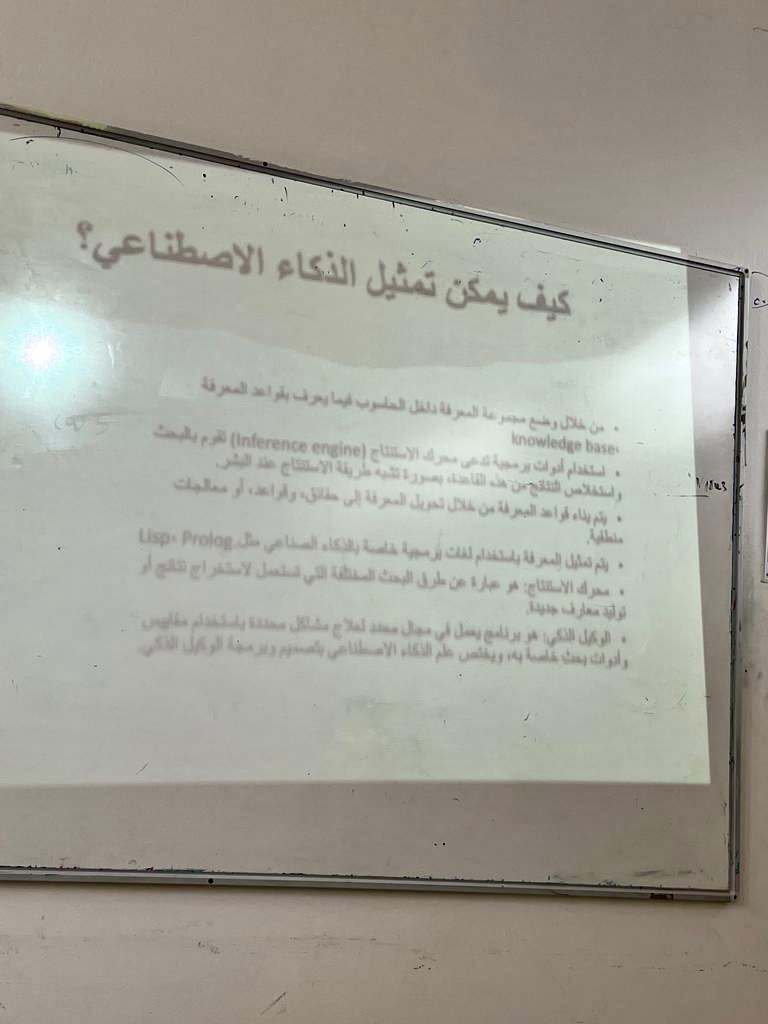 كيف يمكن تمثيل الذكاء الاصطناعي؟
• من خلال وضع مجموعة المعرفة داخل الحاسوب فيما يعرف بقواعد المعرفة
knowledge base،
• استخدام أدوات برمجية تدعى محرك الاستنتاج (Inference engine) تقوم بالبحث
واستخلاص النتائج من هذه القاعدة، بصورة تشبه طريقة الاستنتاج عند البشر.
• يتم بناء قواعد المعرفة من خلال تحويل المعرفة إلى حقائق، وقواعد، أو معالجات
منطقية.
• يتم تمثيل المعرفة باستخدام لغات برمجية خاصة بالذكاء الصناعي مثل Lisp، Prolog
• محرك الاستنتاج: هو عبارة عن طرق البحث المختلفة التي تستعمل لاستخراج نتائج أو
توليد معارف جديدة.
• الوكيل الذكي: هو برنامج يعمل في مجال محدد لعلاج مشاكل محددة باستخدام مقاييس
وأدوات بحث خاصة به، ويختص علم الذكاء الاصطناعي بتصميم وبرمجة الوكيل الذكي.